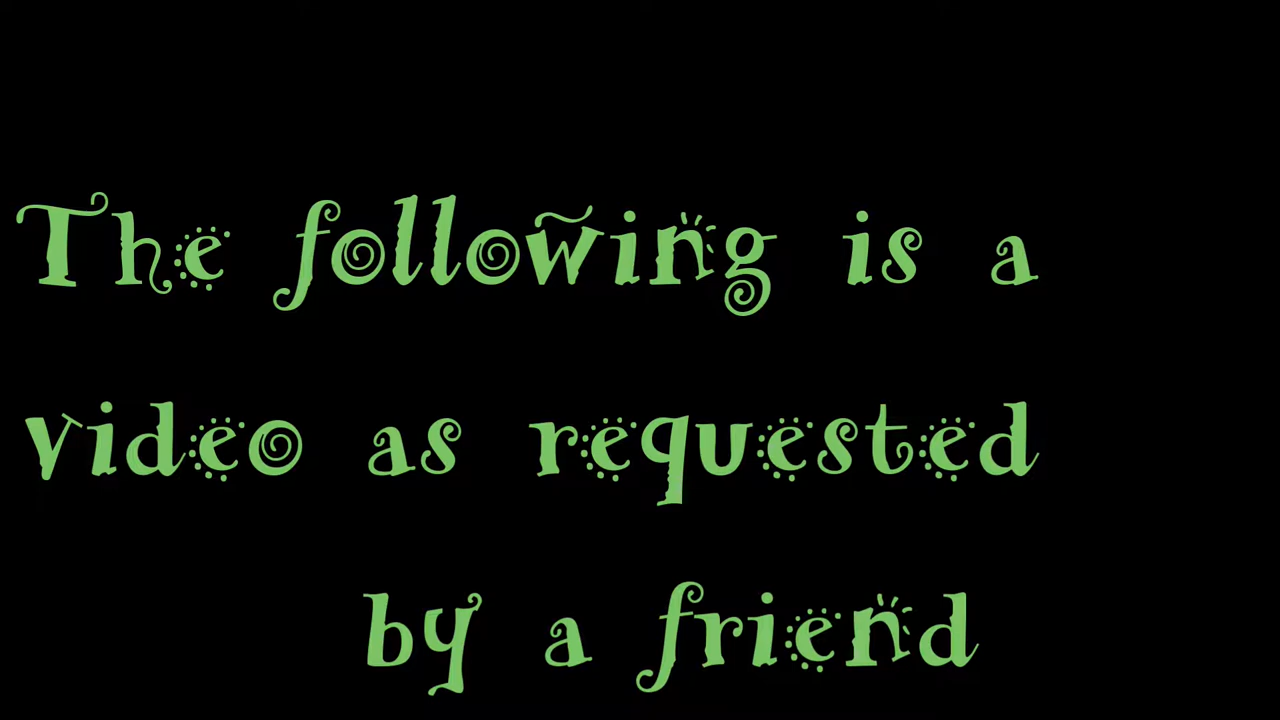 The following is a
video as requested
by a friend